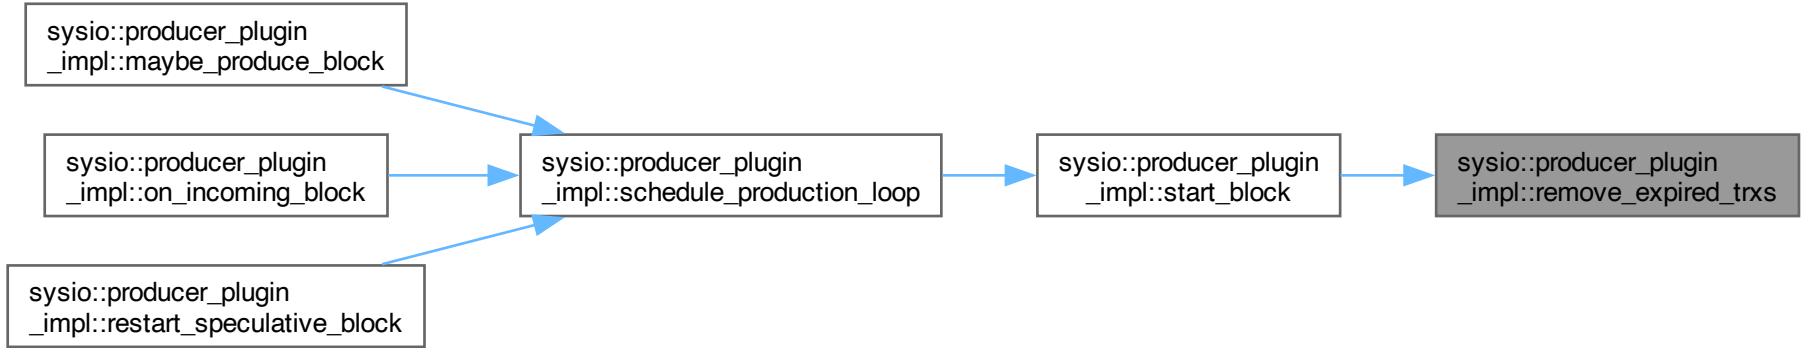 sysio::producer_plugin
_impl::maybe_produce_block
sysio::producer_plugin
_impl::on_incoming_block
sysio::producer_plugin
_impl::restart_speculative_block
sysio::producer_plugin
_impl::schedule_production_loop
sysio::producer_plugin
_impl::start_block
sysio::producer_plugin
_impl::remove_expired_trxs